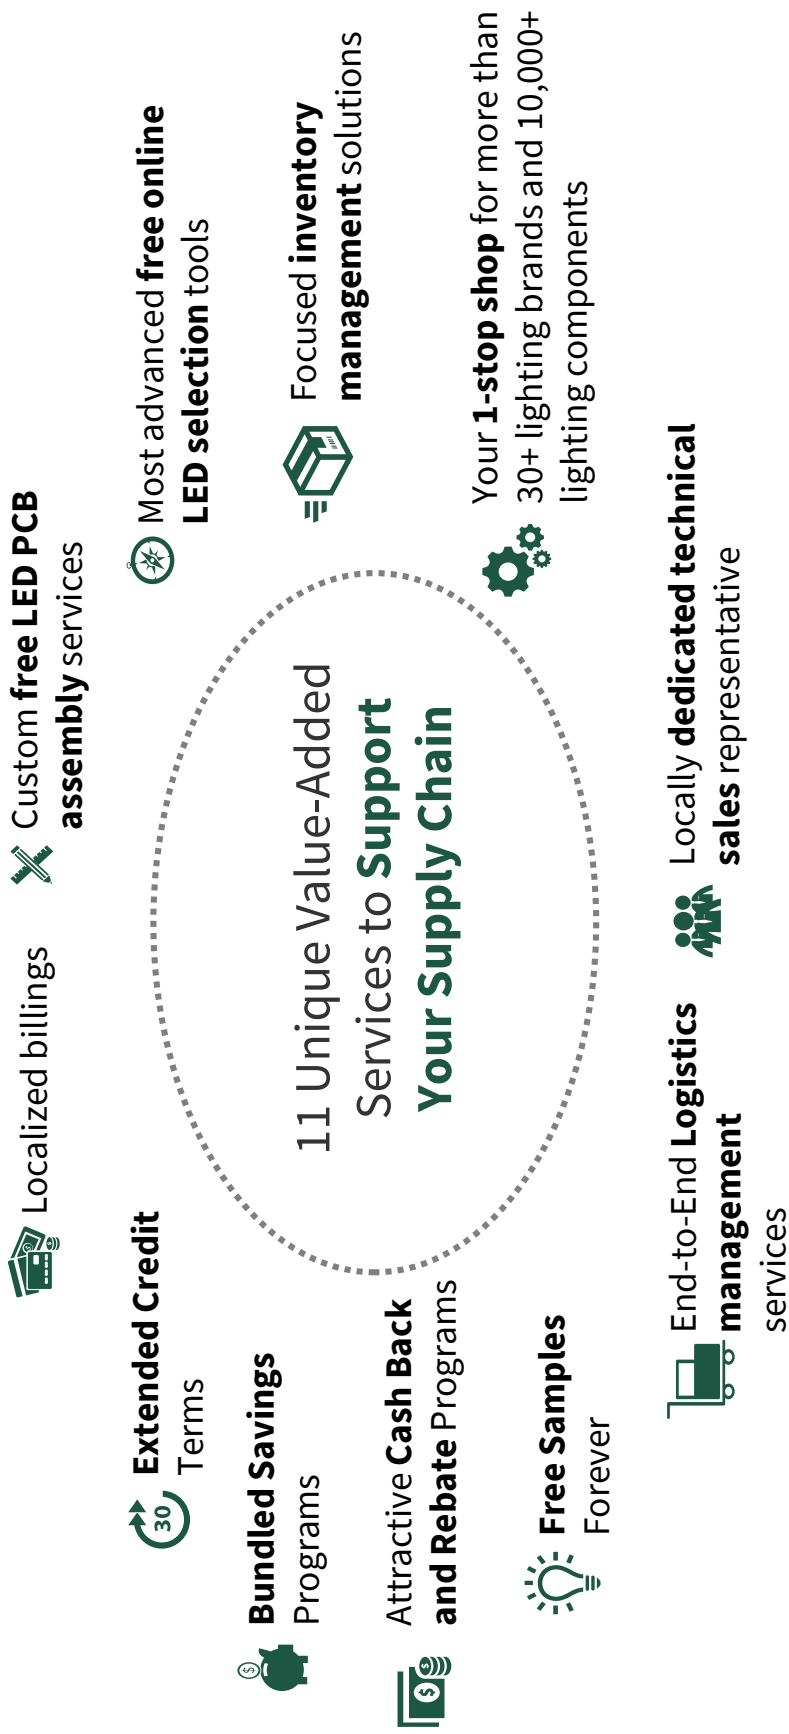 Localized billings
Custom free LED PCB
assembly services
Extended Credit
Terms
30
Most advanced free online
LED selection tools
Bundled Savings
Programs
$
11 Unique Value-Added
Services to Support
Your Supply Chain
Focused inventory
management solutions
Attractive Cash Back
and Rebate Programs
$
$
Your 1-stop shop for more than
30+ lighting brands and 10,000+
lighting components
Free Samples
Forever
End-to-End Logistics
management
services
Locally dedicated technical
sales representative